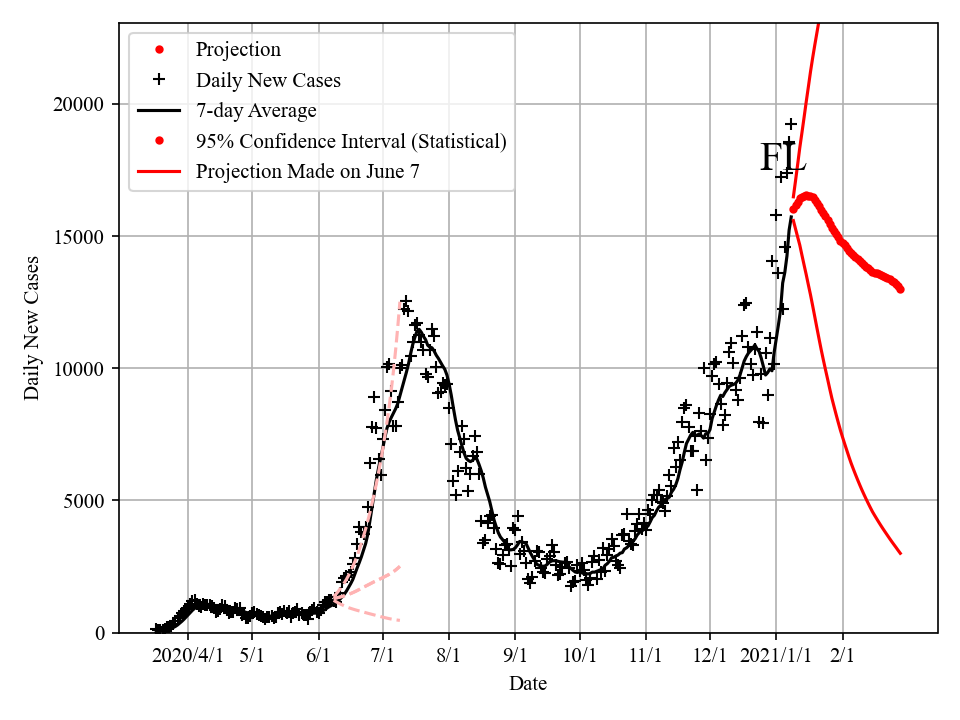 Projection
Daily New Cases
7-day Average
95% Confidence Interval (Statistical)
Projection Made on June 7
FL
20000
15000
10000
5000
0
Daily New Cases
2020/4/1 5/1 6/1 7/1 8/1 9/1 10/1 11/1 12/1 2021/1/1 2/1
Date